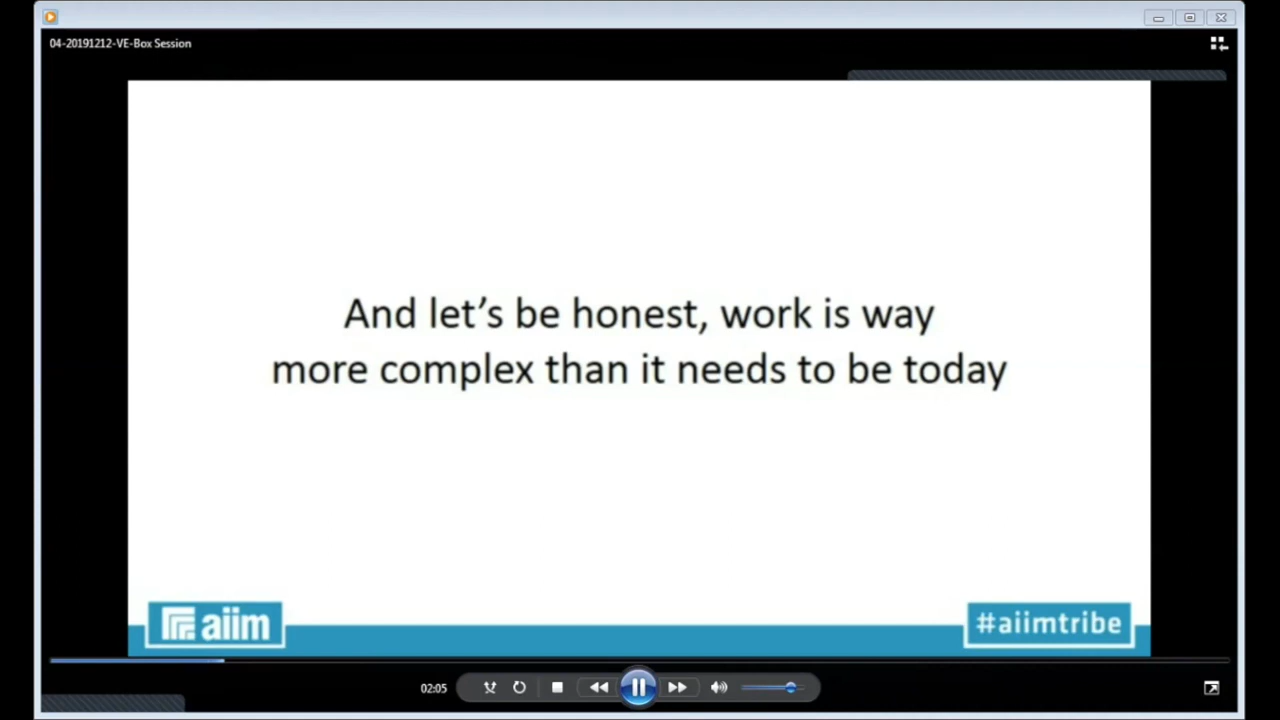 04-20191212-VE-Box Session
And let's be honest, work is way
more complex than it needs to be today
aiim
#aiimtribe
02:05